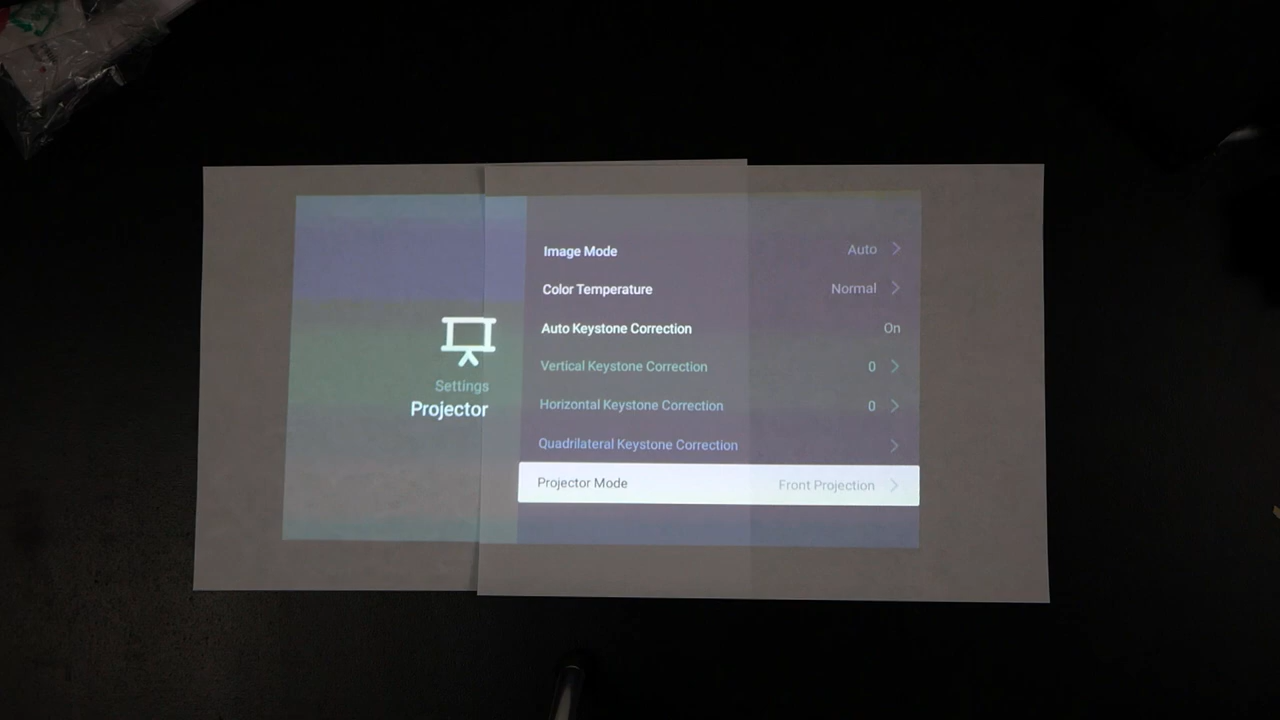 Settings
Projector
Image Mode Auto
Color Temperature Normal
Auto Keystone Correction On
Vertical Keystone Correction 0
Horizontal Keystone Correction 0
Quadrilateral Keystone Correction
Projector Mode Front Projection